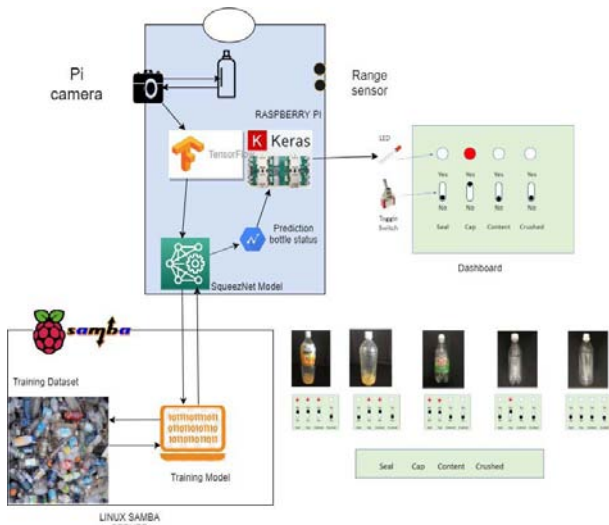 Pi
camera
Range
sensor
RASPBERRY PI
TensorFlo
K Keras
LED
Yes Yes Yes Yes
No No No No
Toggle
Switch
Seal Cap Content Crushed
Dashboard
Prediction
bottle status
SqueezNet Model
samba
Training Dataset
Training Model
LINUX SAMBA
Seal Cap Content Crushed